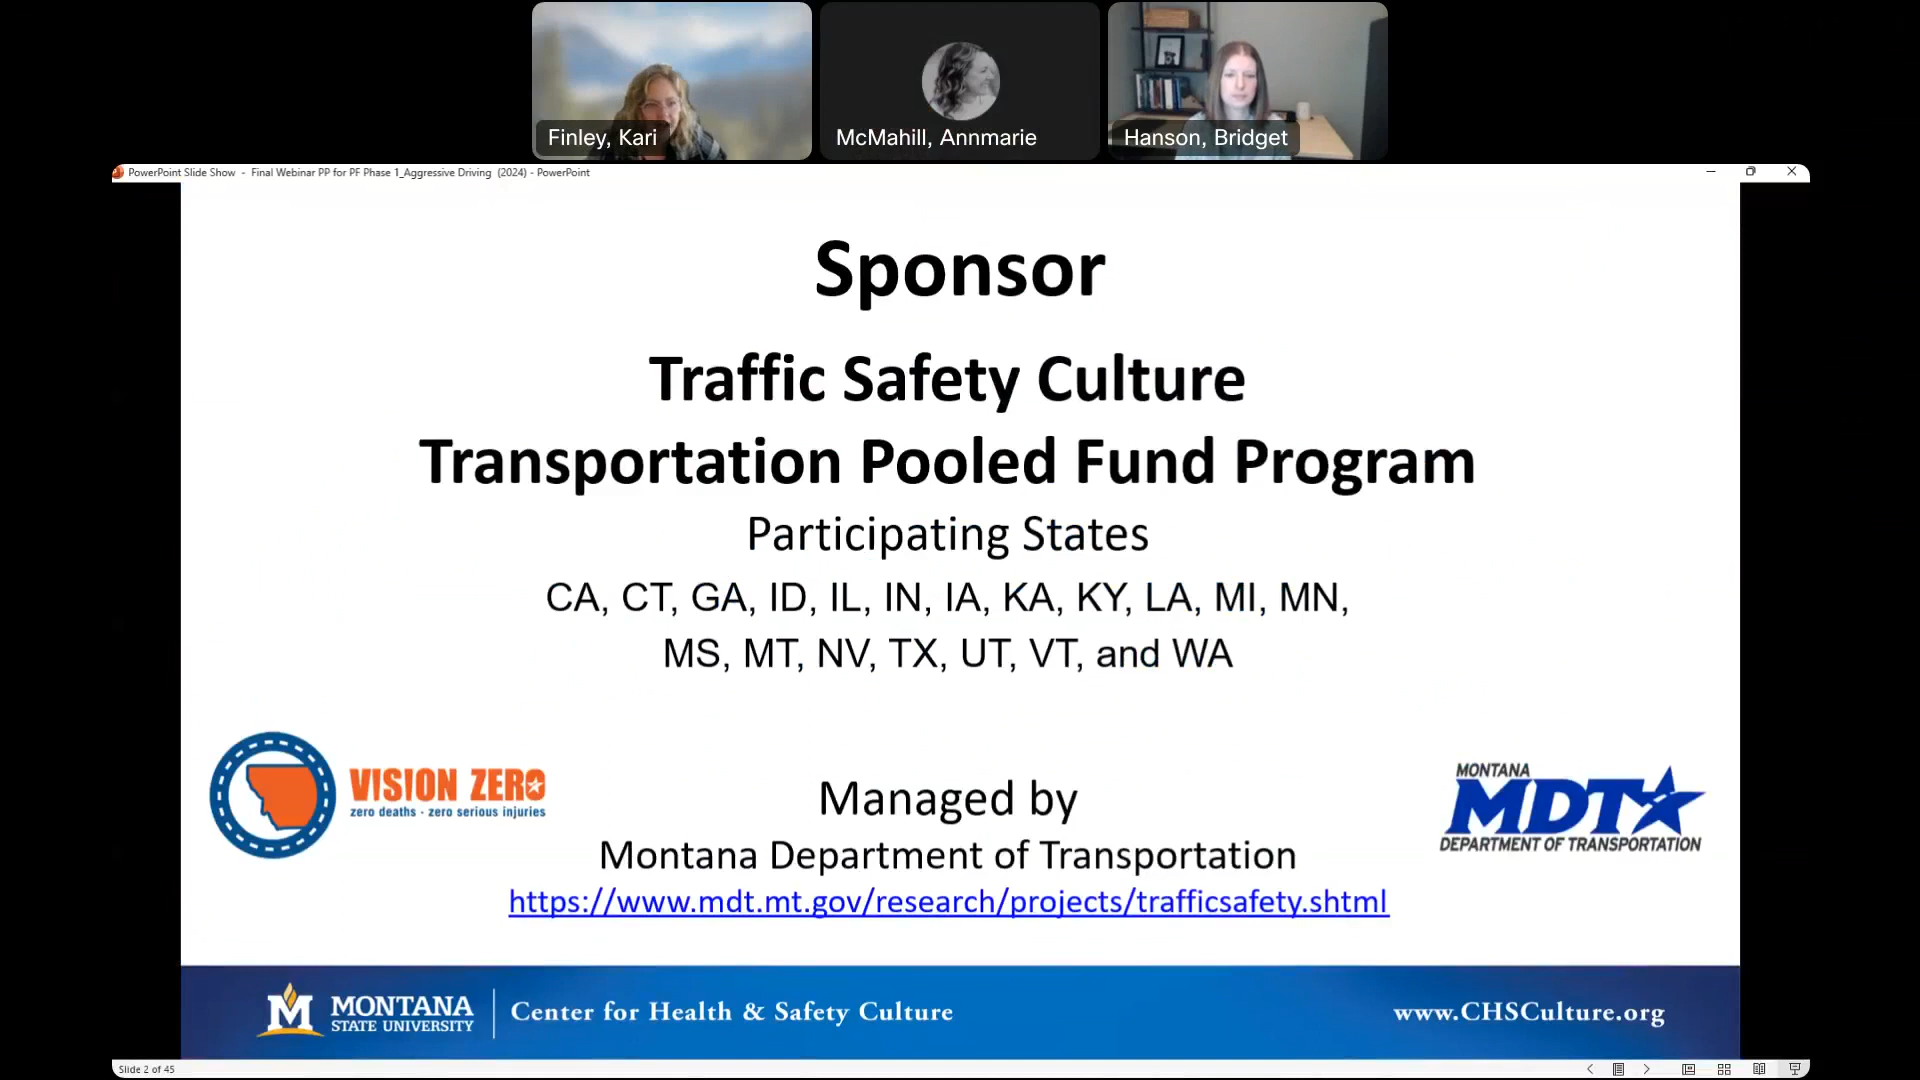 Finley, Kari
McMahill, Annmarie
Hanson, Bridget
PowerPoint Slide Show - Final Webinar PP for PF Phase 1_Aggressive Driving (2024) - PowerPoint
Sponsor
Traffic Safety Culture
Transportation Pooled Fund Program
Participating States
CA, CT, GA, ID, IL, IN, IA, KA, KY, LA, MI, MN,
MS, MT, NV, TX, UT, VT, and WA
VISION ZERO
zero deaths - zero serious injuries
Managed by
Montana Department of Transportation
https://www.mdt.mt.gov/research/projects/trafficsafety.shtml
MONTANA
MDT
DEPARTMENT OF TRANSPORTATION
M MONTANA
STATE UNIVERSITY
Center for Health & Safety Culture
www.CHSCulture.org
Slide 2 of 45